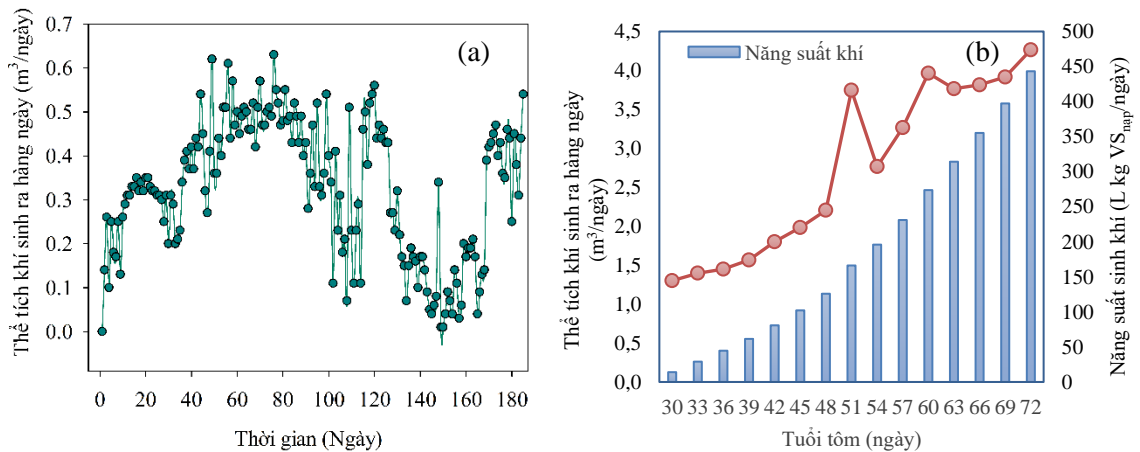 (a)
Thể tích khí sinh ra hàng ngày (m³/ngày)
0.7
0.6
0.5
0.4
0.3
0.2
0.1
0.0
0 20 40 60 80 100 120 140 160 180
Thời gian (Ngày)
(b)
Năng suất khí
Thể tích khí sinh ra hàng ngày
(m³/ngày)
4,5
4,0
3,5
3,0
2,5
2,0
1,5
1,0
0,5
0,0
500
450
400
350
300
250
200
150
100
50
0
Năng suất sinh khí (L kg VSnạp/ngày)
30 33 36 39 42 45 48 51 54 57 60 63 66 69 72
Tuổi tôm (ngày)